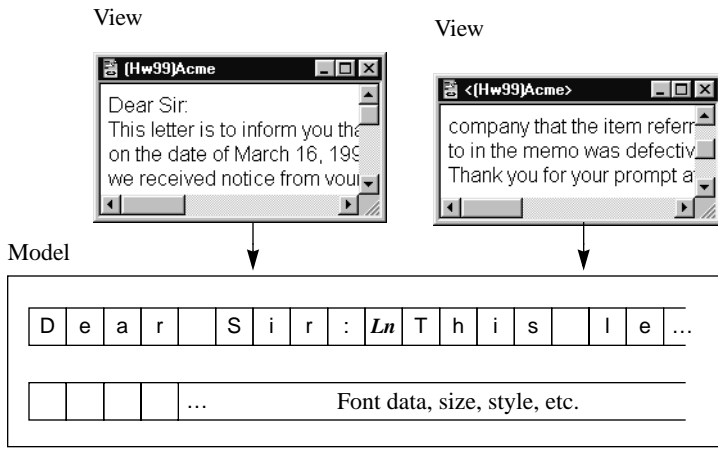 View
View
(Hw99)Acme
Dear Sir:
This letter is to inform you tha
on the date of March 16, 199
we received notice from your
<(Hw99)Acme>
company that the item referr
to in the memo was defectiv
Thank you for your prompt a
Model
D e a r S i r : Ln T h i s l e ...
... Font data, size, style, etc.